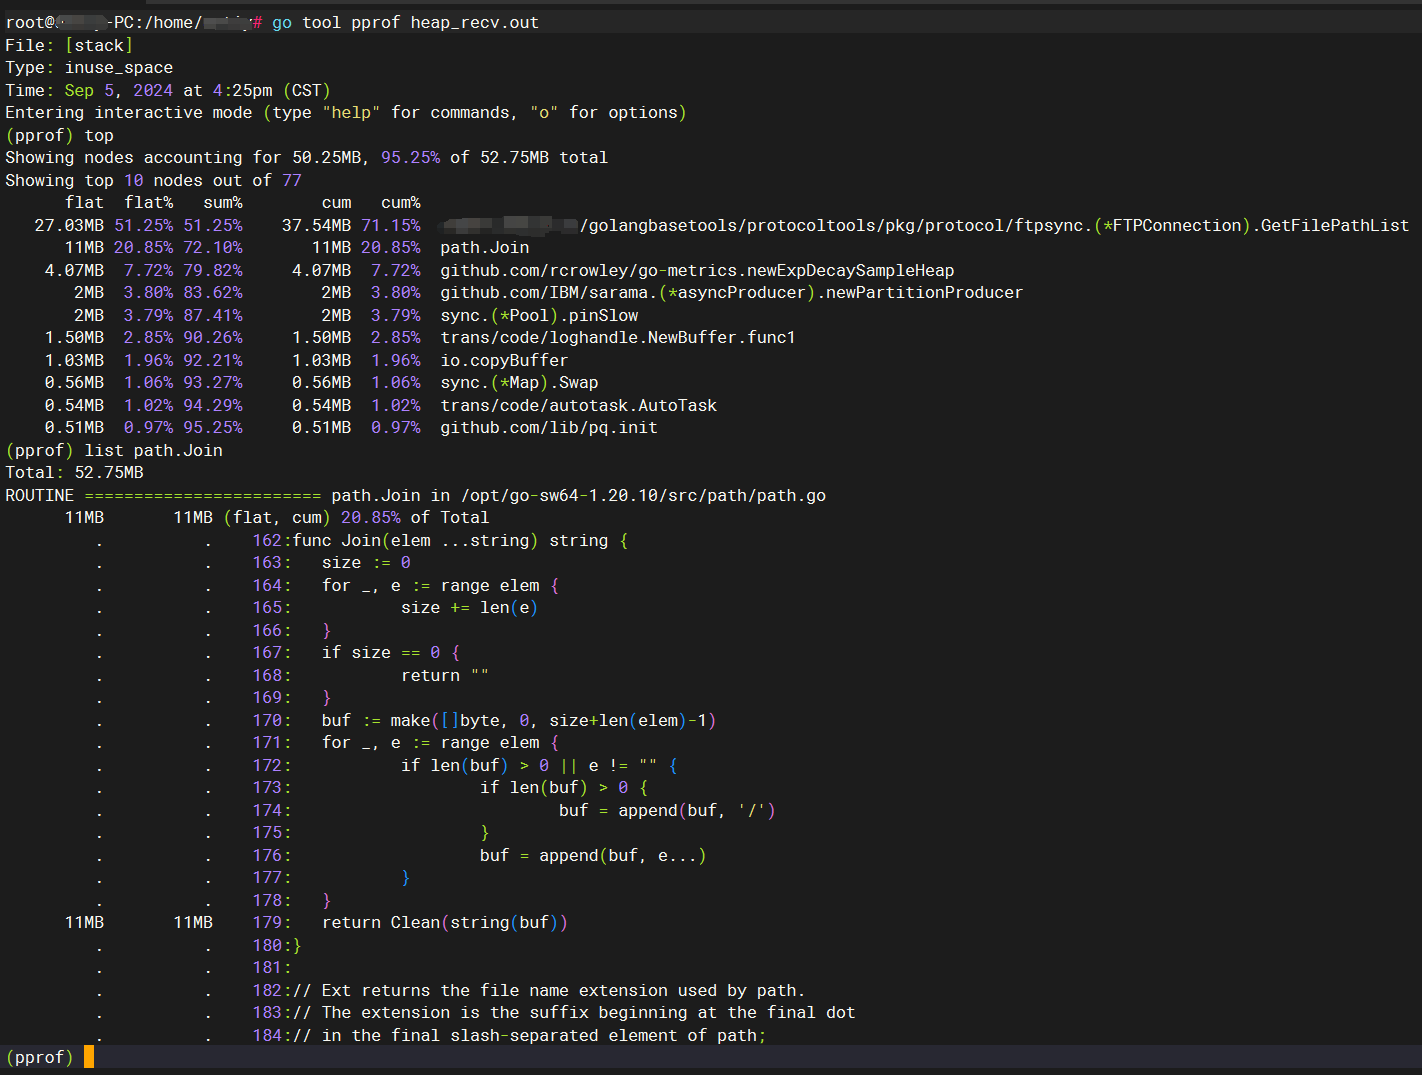 root@-PC:/home/# go tool pprof heap_recv.out
File: [stack]
Type: inuse_space
Time: Sep 5, 2024 at 4:25pm (CST)
Entering interactive mode (type "help" for commands, "o" for options)
(pprof) top
Showing nodes accounting for 50.25MB, 95.25% of 52.75MB total
Showing top 10 nodes out of 77
      flat  flat%   sum%        cum   cum%
   27.03MB 51.25% 51.25%    37.54MB 71.15%  /golangbasetools/protocoltools/pkg/protocol/ftpsync.(*FTPConnection).GetFilePathList
      11MB 20.85% 72.10%       11MB 20.85%  path.Join
    4.07MB  7.72% 79.82%     4.07MB  7.72%  github.com/rcrowley/go-metrics.newExpDecaySampleHeap
       2MB  3.80% 83.62%        2MB  3.80%  github.com/IBM/sarama.(*asyncProducer).newPartitionProducer
       2MB  3.79% 87.41%        2MB  3.79%  sync.(*Pool).pinSlow
    1.50MB  2.85% 90.26%     1.50MB  2.85%  trans/code/loghandle.NewBuffer.func1
    1.03MB  1.96% 92.21%     1.03MB  1.96%  io.copyBuffer
    0.56MB  1.06% 93.27%     0.56MB  1.06%  sync.(*Map).Swap
    0.54MB  1.02% 94.29%     0.54MB  1.02%  trans/code/autotask.AutoTask
    0.51MB  0.97% 95.25%     0.51MB  0.97%  github.com/lib/pq.init
(pprof) list path.Join
Total: 52.75MB
ROUTINE ======================== path.Join in /opt/go-sw64-1.20.10/src/path/path.go
      11MB       11MB (flat, cum) 20.85% of Total
         .          .    162:func Join(elem ...string) string {
         .          .    163:   size := 0
         .          .    164:   for _, e := range elem {
         .          .    165:           size += len(e)
         .          .    166:   }
         .          .    167:   if size == 0 {
         .          .    168:           return ""
         .          .    169:   }
         .          .    170:   buf := make([]byte, 0, size+len(elem)-1)
         .          .    171:   for _, e := range elem {
         .          .    172:           if len(buf) > 0 || e != "" {
         .          .    173:                   if len(buf) > 0 {
         .          .    174:                           buf = append(buf, '/')
         .          .    175:                   }
         .          .    176:                   buf = append(buf, e...)
         .          .    177:           }
         .          .    178:   }
      11MB       11MB    179:   return Clean(string(buf))
         .          .    180:}
         .          .    181:
         .          .    182:// Ext returns the file name extension used by path.
         .          .    183:// The extension is the suffix beginning at the final dot
         .          .    184:// in the final slash-separated element of path;
(pprof)